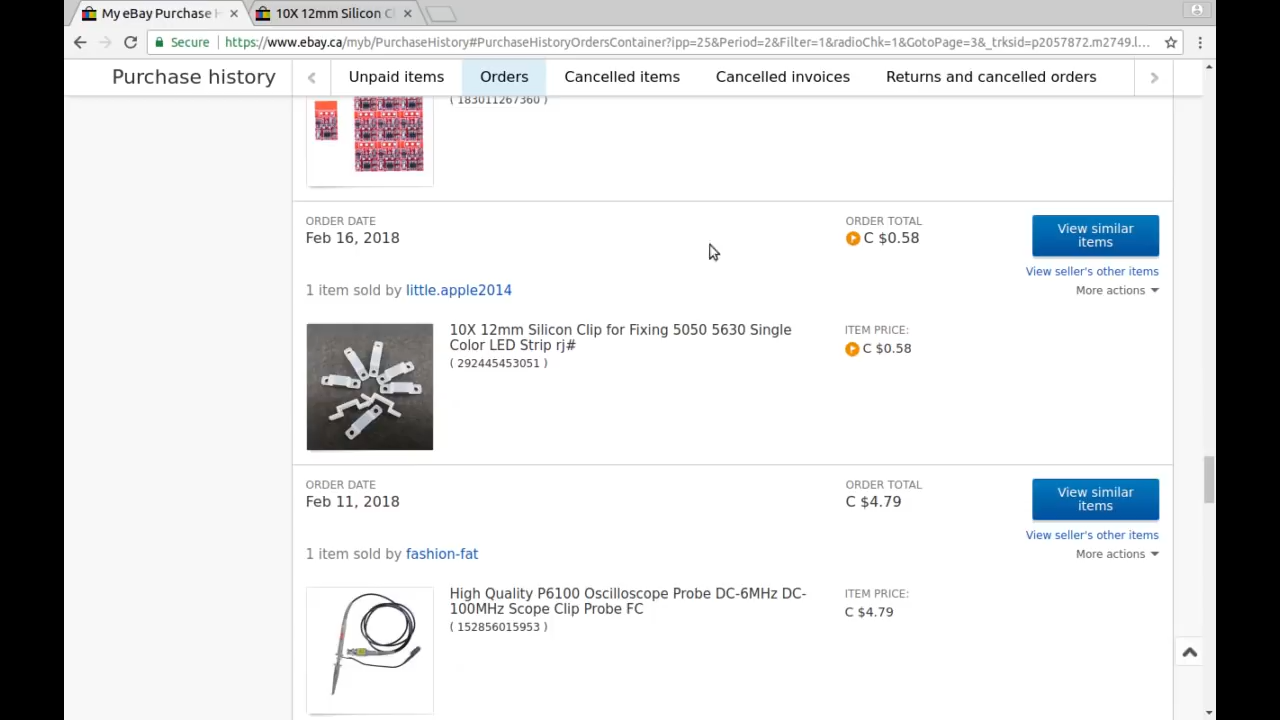 My eBay Purchase H
10X 12mm Silicon Cl
Secure https://www.ebay.ca/myb/PurchaseHistory#PurchaseHistoryOrdersContainer?ipp=25&Period=2&Filter=1&radioChk=1&GotoPage=3&_trksid=p2057872.m2749.l...
Purchase history
Unpaid items
Orders
Cancelled items
Cancelled invoices
Returns and cancelled orders
( 183011267360 )
ORDER DATE
Feb 16, 2018
ORDER TOTAL
C $0.58
View similar
items
View seller's other items
1 item sold by little.apple2014
More actions
10X 12mm Silicon Clip for Fixing 5050 5630 Single
Color LED Strip rj#
( 292445453051 )
ITEM PRICE:
C $0.58
ORDER DATE
Feb 11, 2018
ORDER TOTAL
C $4.79
View similar
items
View seller's other items
1 item sold by fashion-fat
More actions
High Quality P6100 Oscilloscope Probe DC-6MHz DC-
100MHz Scope Clip Probe FC
( 152856015953 )
ITEM PRICE:
C $4.79